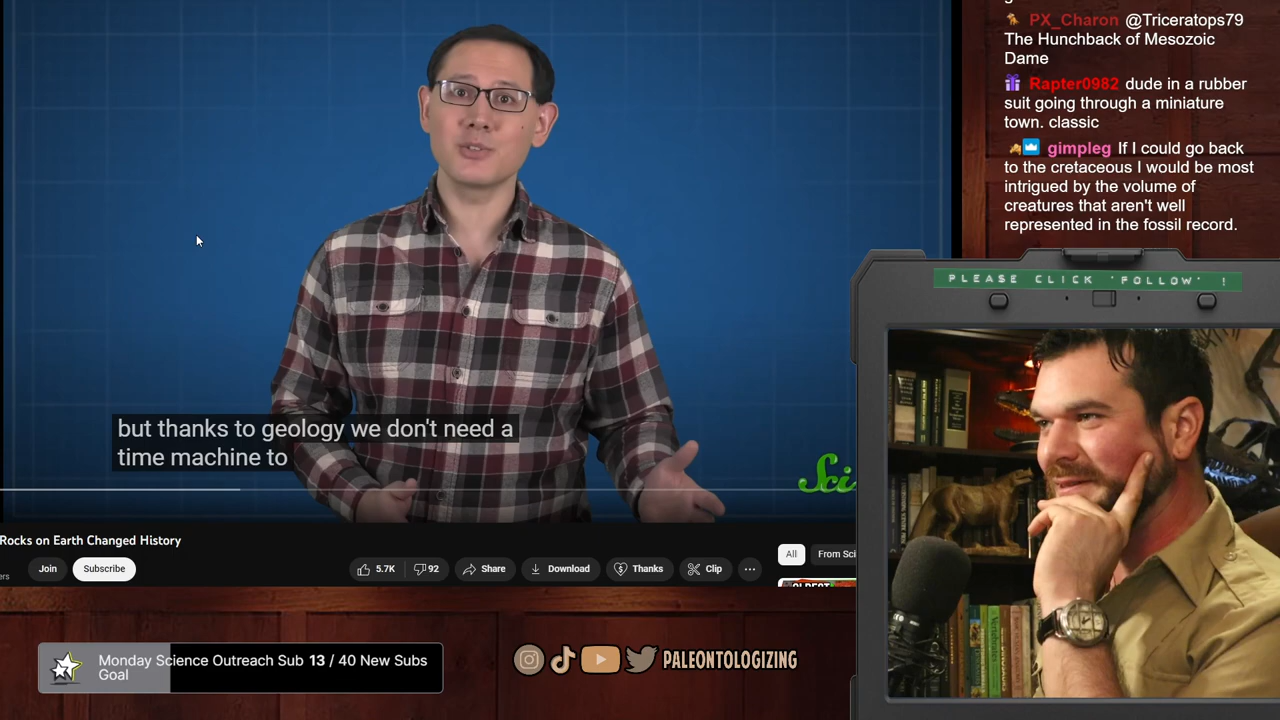 PX_Charon @Triceratops79
The Hunchback of Mesozoic
Dame
Rapter0982 dude in a rubber
suit going through a miniature
town. classic
gimpleg If I could go back
to the cretaceous I would be most
intrigued by the volume of
creatures that aren't well
represented in the fossil record.
PLEASE CLICK "FOLLOW" !
but thanks to geology we don't need a
time machine to
Sci
Rocks on Earth Changed History
ers
Join
Subscribe
5.7K
92
Share
Download
Thanks
Clip
...
All
From Sci
Monday Science Outreach Sub 13 / 40 New Subs
Goal
PALEONTOLOGIZING